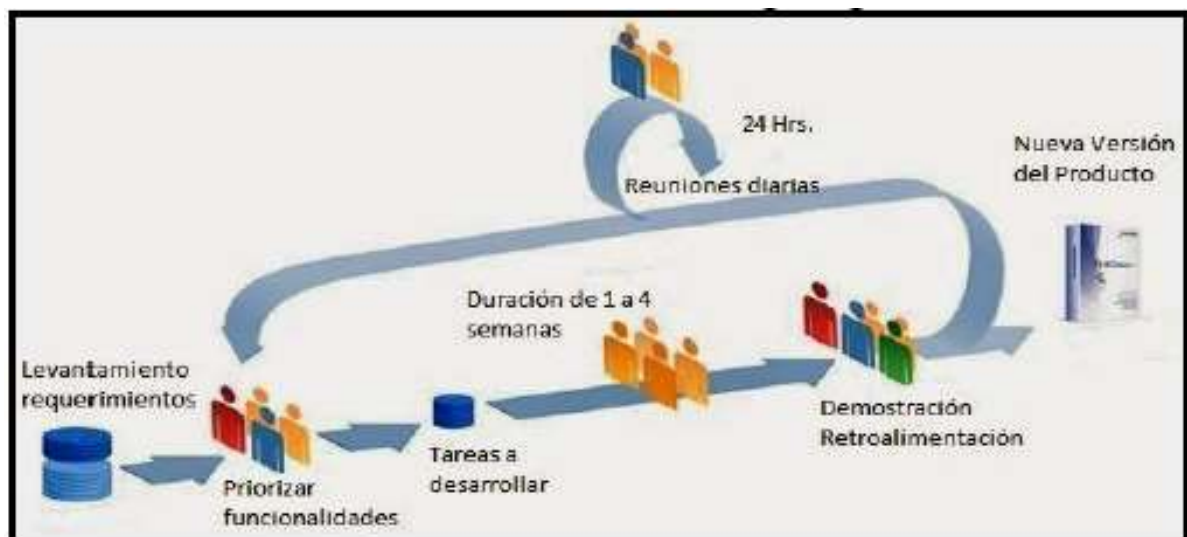 24 Hrs.
Nueva Versión
del Producto
Reuniones diarias
Duración de 1 a 4
semanas
Levantamiento
requerimientos
Demostración
Retroalimentación
Tareas a
desarrollar
Priorizar
funcionalidades